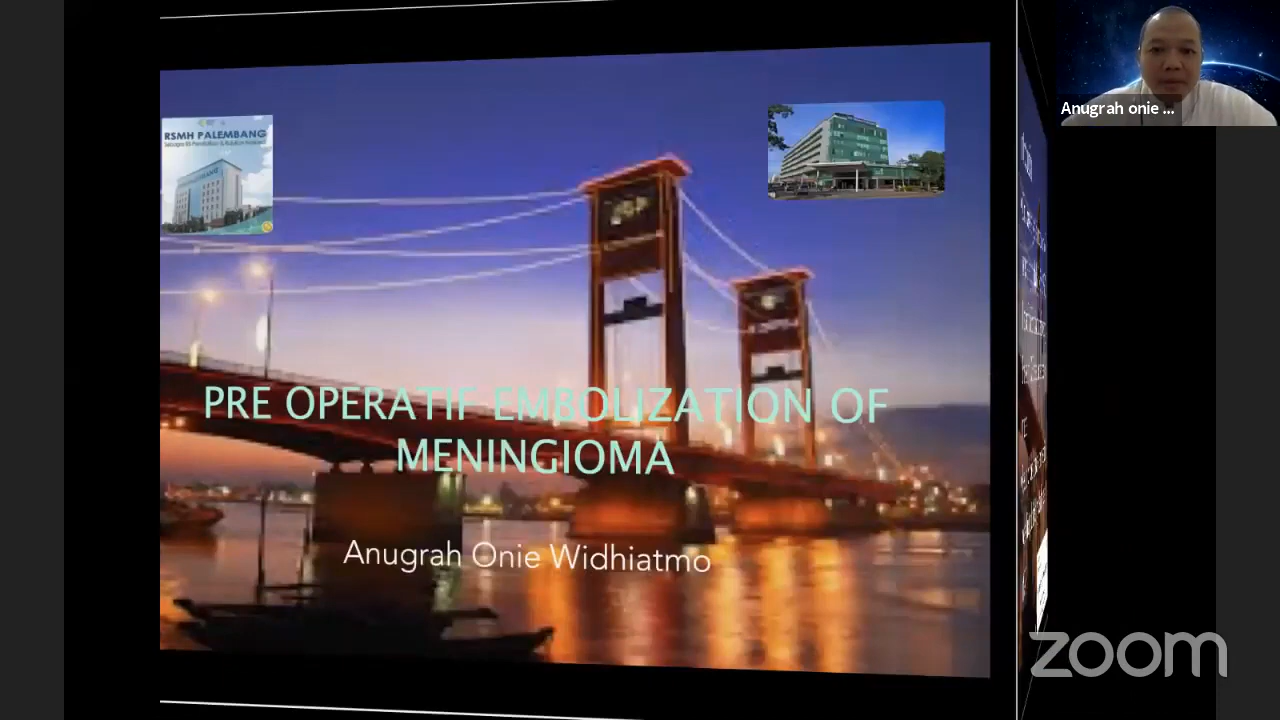 RSMH PALEMBANG
PRE OPERATIF EMBOLIZATION OF
MENINGIOMA
Anugrah Onie Widhiatmo
Anugrah onie ...
zoom